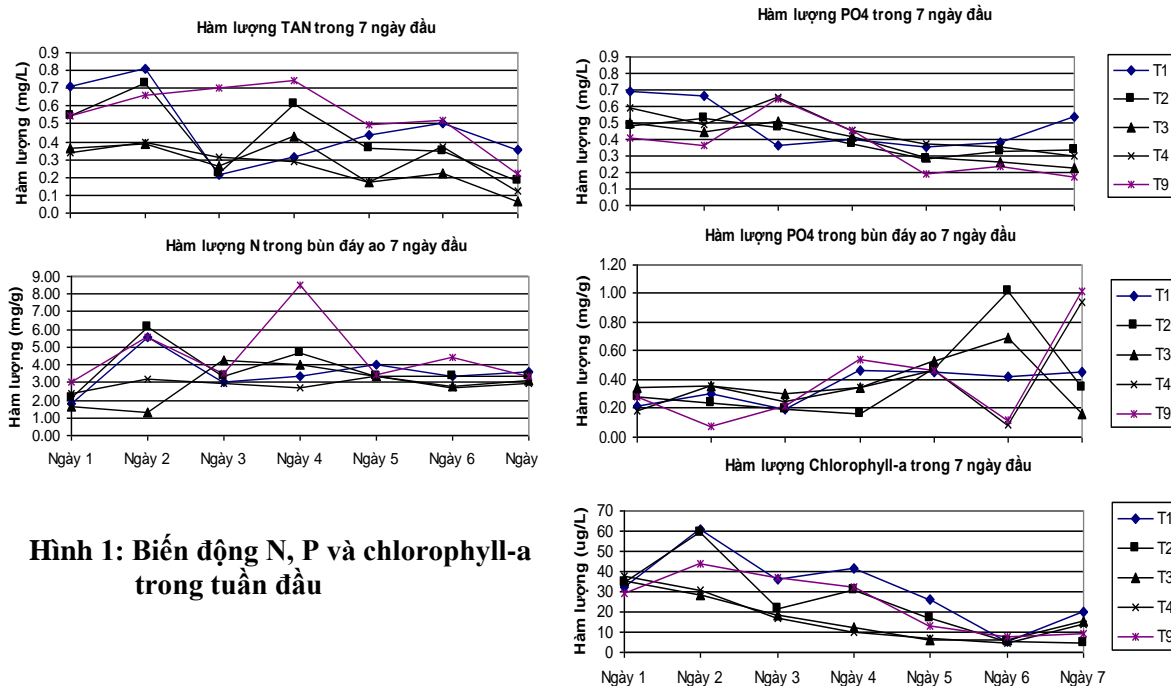 Hàm lượng TAN trong 7 ngày đầu
Hàm lượng (mg/L)
0.9
0.8
0.7
0.6
0.5
0.4
0.3
0.2
0.1
0.0
Hàm lượng PO4 trong 7 ngày đầu
Hàm lượng (mg/L)
0.9
0.8
0.7
0.6
0.5
0.4
0.3
0.2
0.1
0.0
T1
T2
T3
T4
T9
Hàm lượng N trong bùn đáy ao 7 ngày đầu
Hàm lượng (mg/g)
9.00
8.00
7.00
6.00
5.00
4.00
3.00
2.00
1.00
0.00
Ngày 1 Ngày 2 Ngày 3 Ngày 4 Ngày 5 Ngày 6 Ngày
Hàm lượng PO4 trong bùn đáy ao 7 ngày đầu
Hàm lượng (mg/g)
1.20
1.00
0.80
0.60
0.40
0.20
0.00
T1
T2
T3
T4
T9
Hàm lượng Chlorophyll-a trong 7 ngày đầu
Hàm lượng (ug/L)
70
60
50
40
30
20
10
0
Ngày 1 Ngày 2 Ngày 3 Ngày 4 Ngày 5 Ngày 6 Ngày 7
T1
T2
T3
T4
T9
Hình 1: Biến động N, P và chlorophyll-a
trong tuần đầu